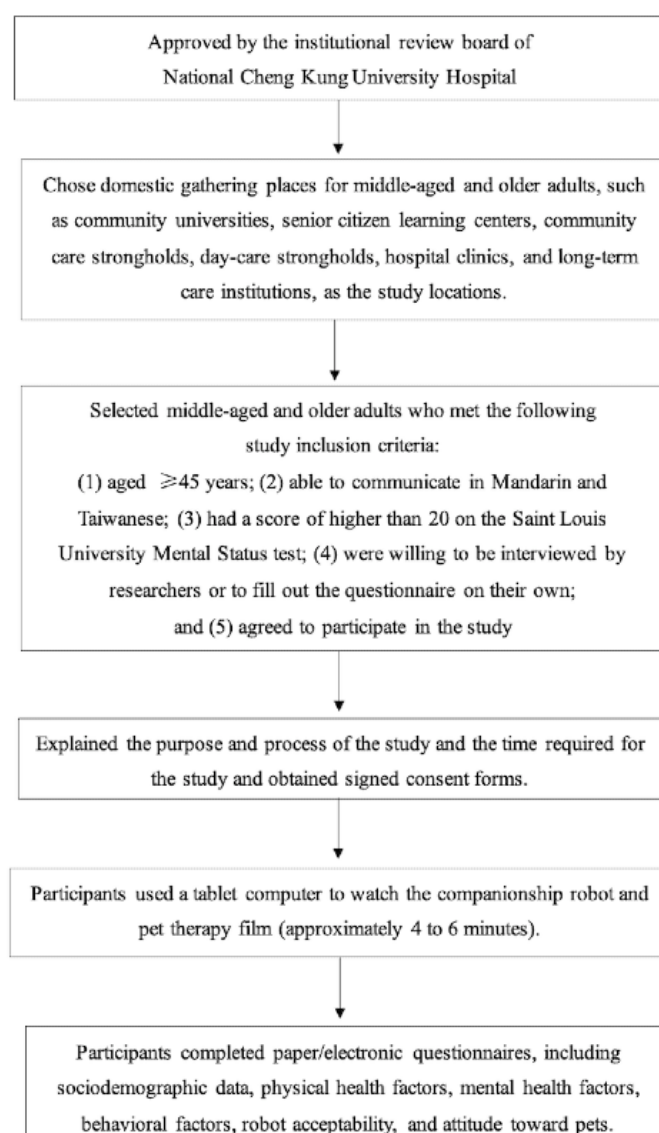 Approved by the institutional review board of
National Cheng Kung University Hospital
Chose domestic gathering places for middle-aged and older adults, such
as community universities, senior citizen learning centers, community
care strongholds, day-care strongholds, hospital clinics, and long-term
care institutions, as the study locations.
Selected middle-aged and older adults who met the following
study inclusion criteria:
(1) aged ≥45 years; (2) able to communicate in Mandarin and
Taiwanese; (3) had a score of higher than 20 on the Saint Louis
University Mental Status test; (4) were willing to be interviewed by
researchers or to fill out the questionnaire on their own;
and (5) agreed to participate in the study
Explained the purpose and process of the study and the time required for
the study and obtained signed consent forms.
Participants used a tablet computer to watch the companionship robot and
pet therapy film (approximately 4 to 6 minutes).
Participants completed paper/electronic questionnaires, including
sociodemographic data, physical health factors, mental health factors,
behavioral factors, robot acceptability, and attitude toward pets.